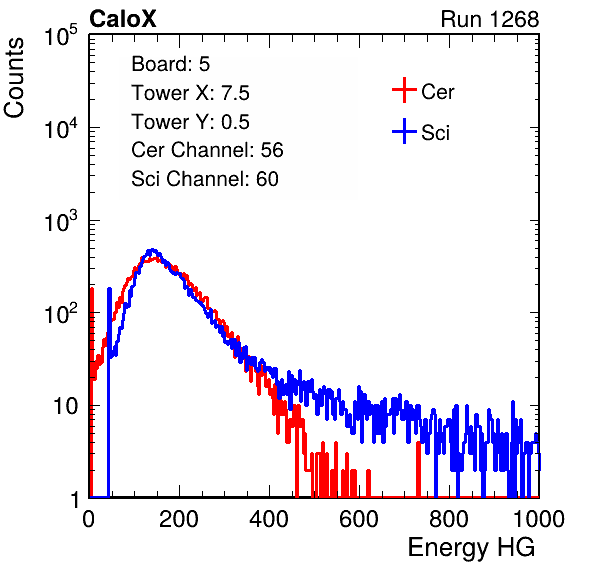 CaloX Run 1268
Counts
Board: 5
Tower X: 7.5
Tower Y: 0.5
Cer Channel: 56
Sci Channel: 60
Cer
Sci
10^5
10^4
10^3
10^2
10
1
0 200 400 600 800 1000
Energy HG